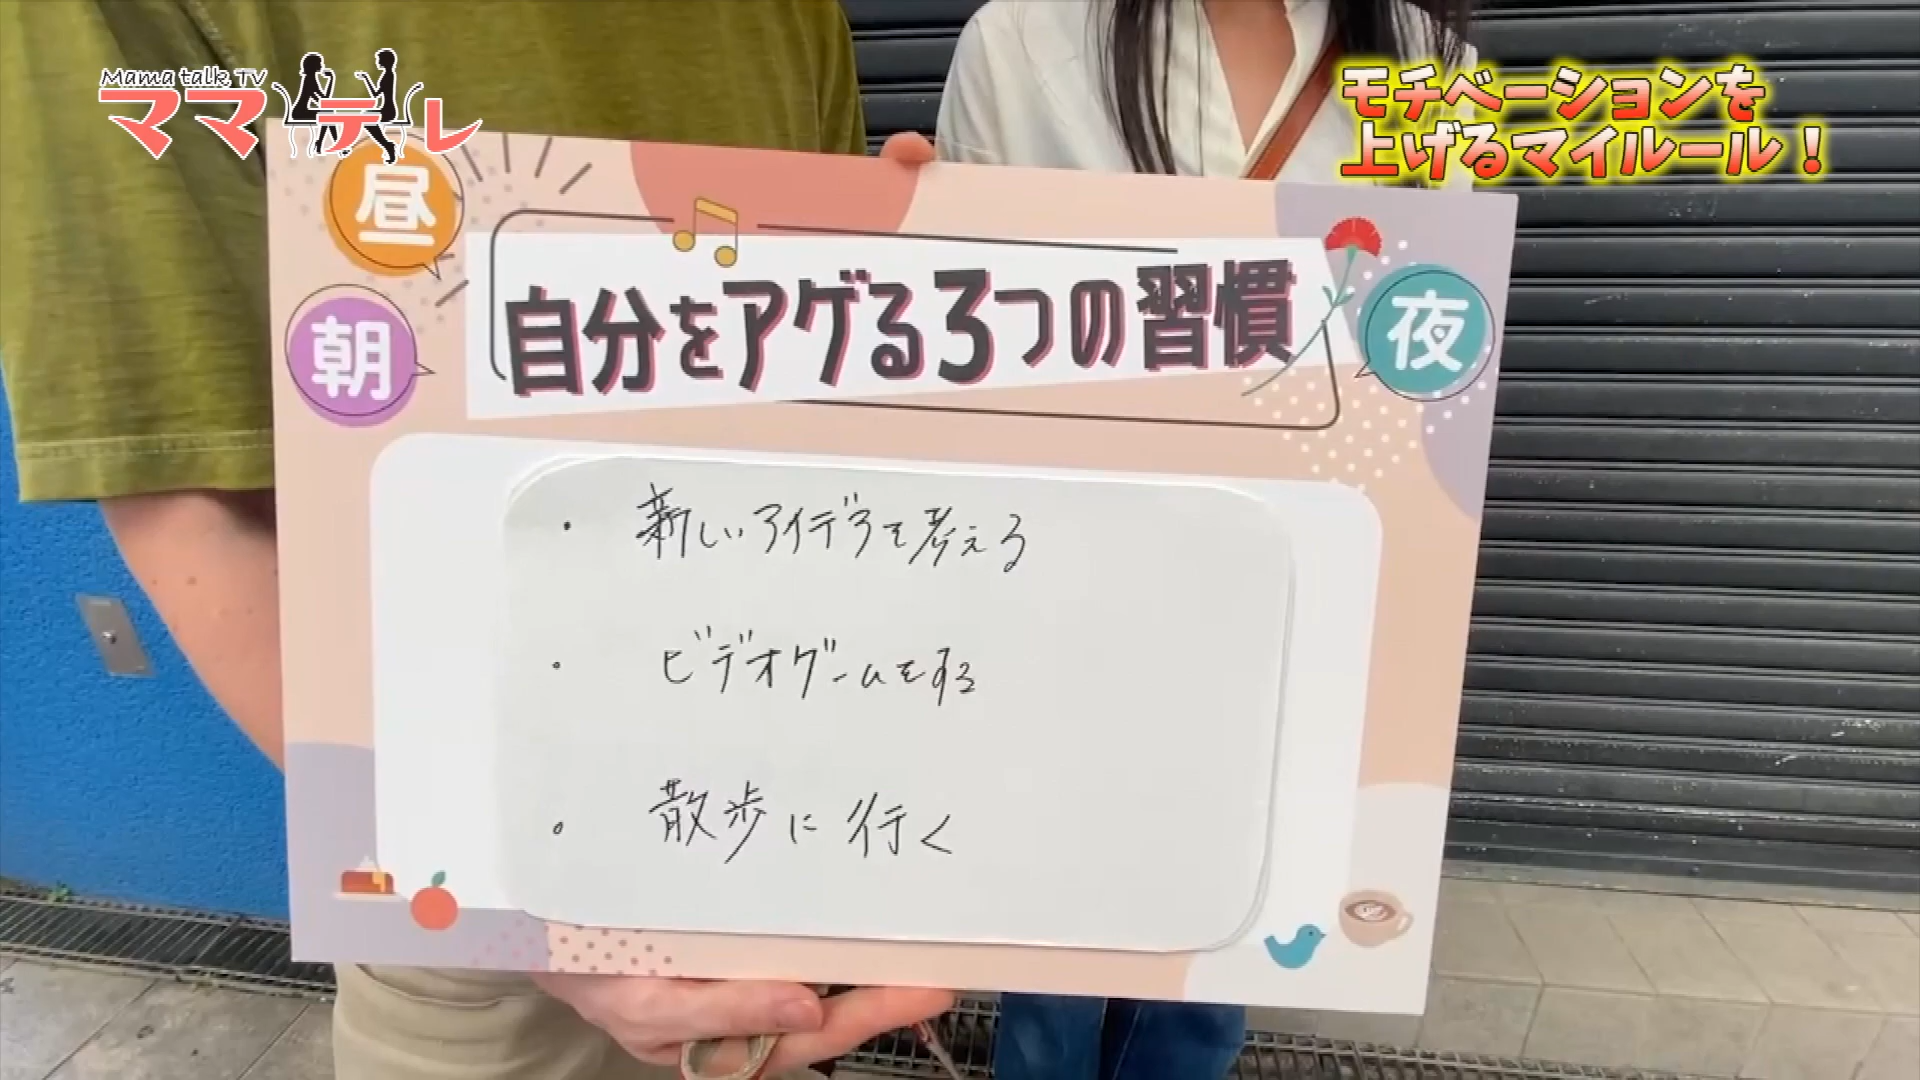 Mama talk TV
ママテレ
モチベーションを
上げるマイルール！
昼
朝
夜
自分をアゲる3つの習慣
・ 新しいアイデアを考える
・ ビデオゲームをする
・ 散歩に行く